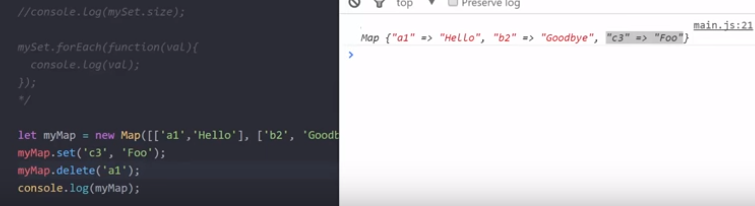 //console.log(mySet.size);
mySet.forEach(function(val){
console.log(val);
});
*/
let myMap = new Map([['a1','Hello'], ['b2', 'Goodb
myMap.set('c3', 'Foo');
myMap.delete('a1');
console.log(myMap);
top ▼ Preserve log
main.js:21
Map {"a1" => "Hello", "b2" => "Goodbye", "c3" => "Foo"}
>